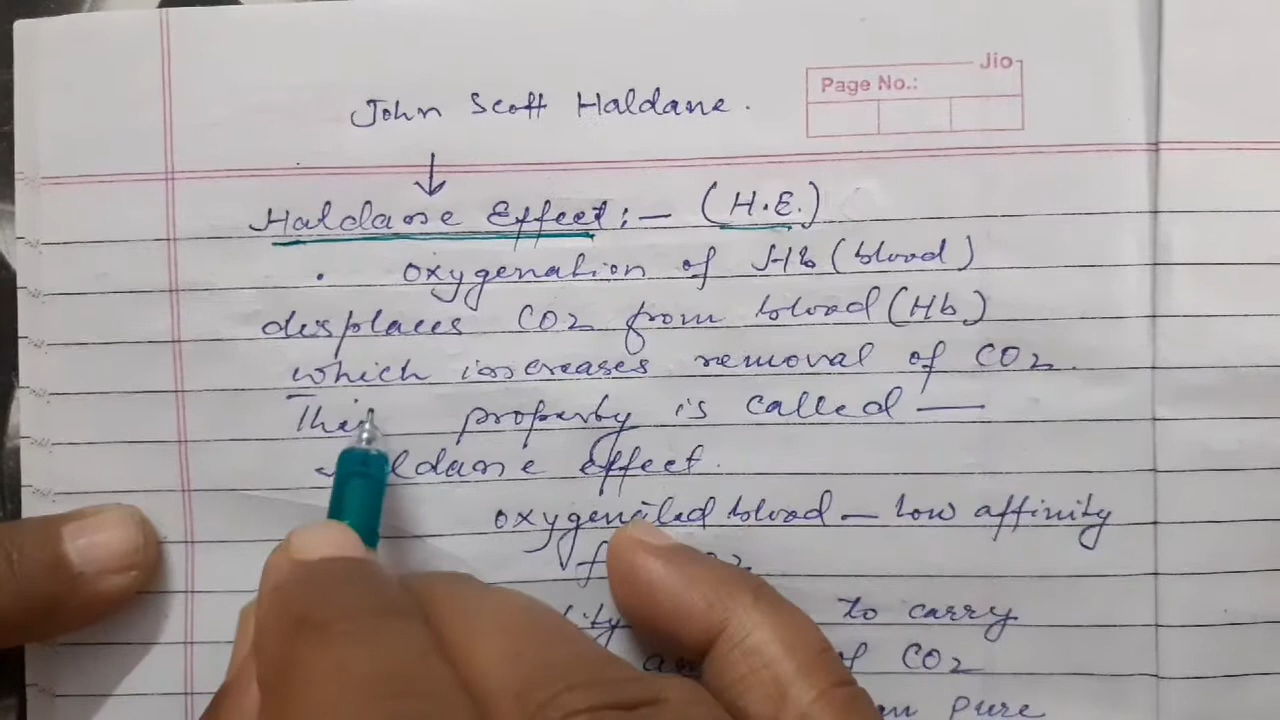 John Scott Haldane.
Jio
Page No.:
Haldane Effect :- (H.E.)
. Oxygenation of Hb (blood)
displaces CO2 from blood (Hb)
which increases removal of CO2.
This property is called —
effect.
oxygenated blood — low affinity
to carry
of CO2
pure